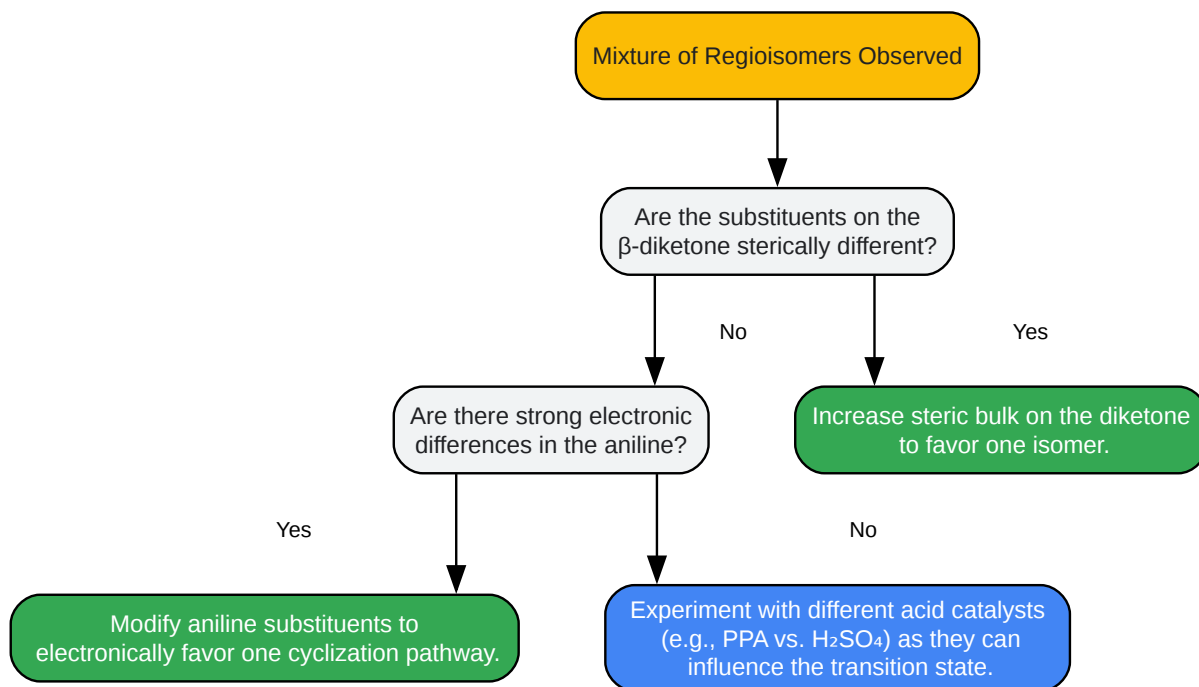 Mixture of Regioisomers Observed
Are the substituents on the
β-diketone sterically different?
No
Yes
Are there strong electronic
differences in the aniline?
Increase steric bulk on the diketone
to favor one isomer.
Yes
No
Modify aniline substituents to
electronically favor one cyclization pathway.
Experiment with different acid catalysts
(e.g., PPA vs. H₂SO₄) as they can
influence the transition state.